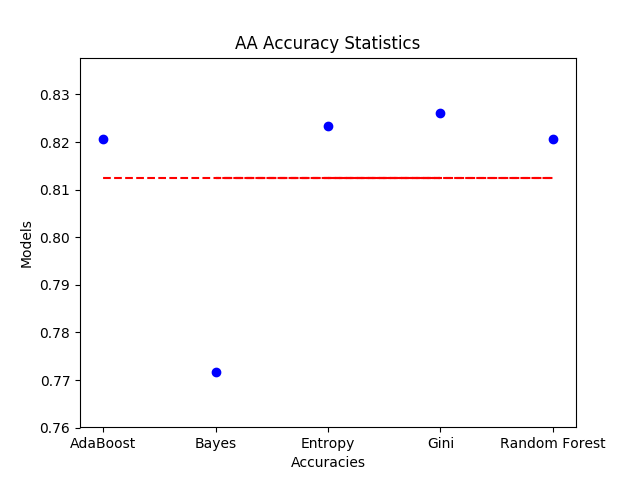 AA Accuracy Statistics
0.83
0.82
0.81
0.80
0.79
0.78
0.77
0.76
Models
AdaBoost Bayes Entropy Gini Random Forest
Accuracies